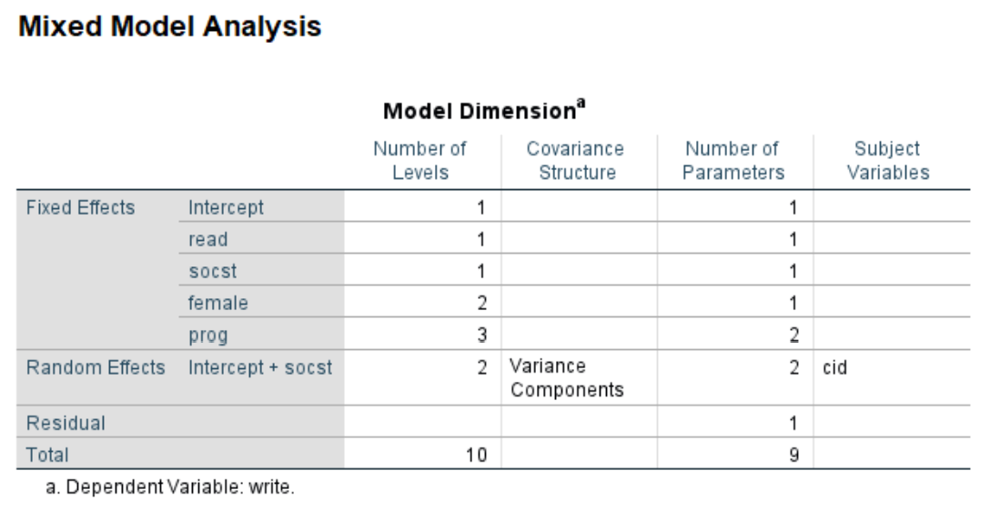 Mixed Model Analysis
Model Dimensionᵃ
Number of Levels Covariance Structure Number of Parameters Subject Variables
Fixed Effects Intercept 1 1
read 1 1
socst 1 1
female 2 1
prog 3 2
Random Effects Intercept + socst 2 Variance Components 2 cid
Residual 1
Total 10 9
a. Dependent Variable: write.